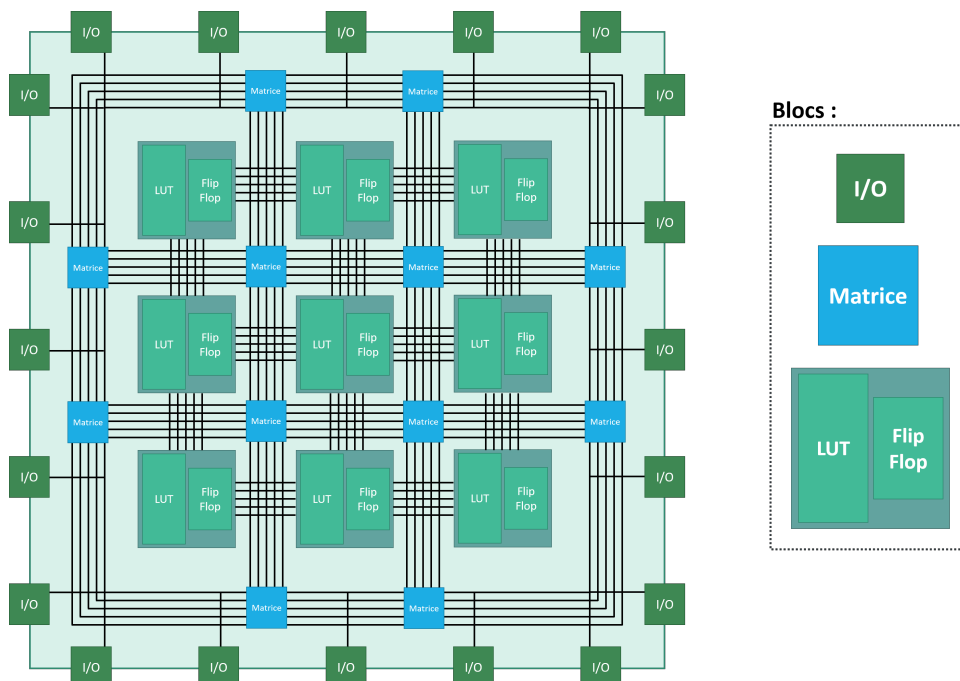 I/O I/O I/O I/O I/O
I/O Matrice Matrice I/O
Blocs :
LUT Flip Flop LUT Flip Flop LUT Flip Flop
I/O
I/O I/O
Matrice Matrice Matrice Matrice
Matrice
LUT Flip Flop LUT Flip Flop LUT Flip Flop
I/O I/O
Matrice Matrice Matrice Matrice
LUT Flip Flop
I/O LUT Flip Flop LUT Flip Flop LUT Flip Flop I/O
I/O Matrice Matrice I/O
I/O I/O I/O I/O I/O